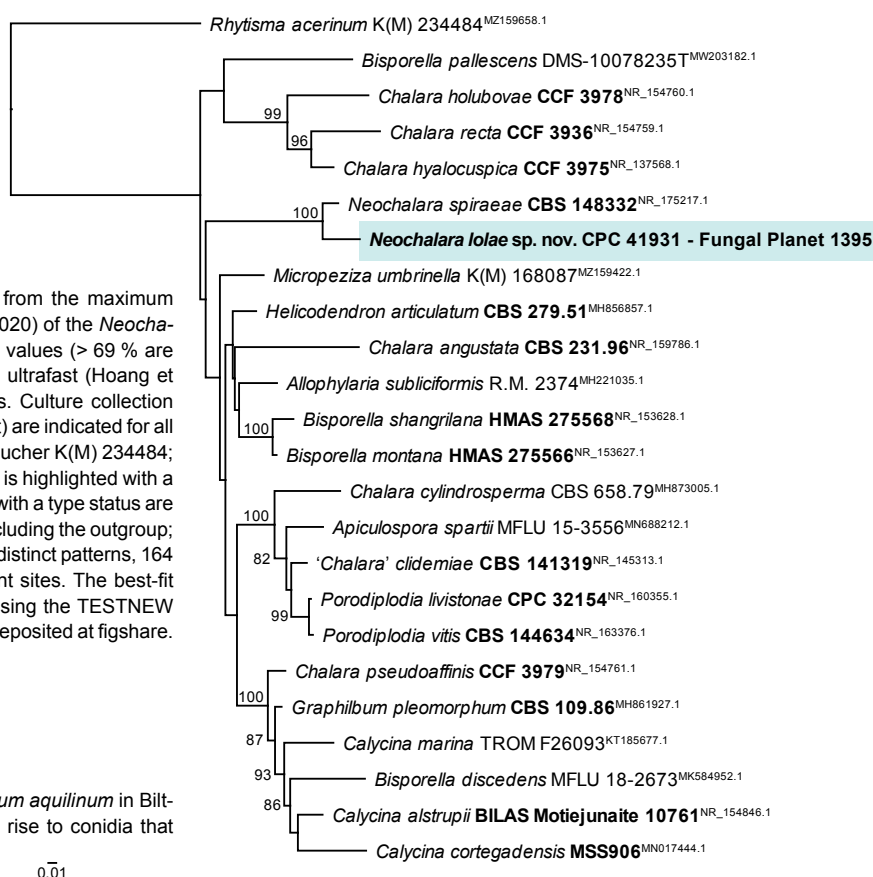 Rhytisma acerinum K(M) 234484MZ159658.1
Bisporella pallescens DMS-10078235TMW203182.1
Chalara holubovae CCF 3978NR_154760.1
99
Chalara recta CCF 3936NR_154759.1
96
Chalara hyalocuspica CCF 3975NR_137568.1
Neochalara spiraeae CBS 148332NR_175217.1
100
Neochalara lolae sp. nov. CPC 41931 - Fungal Planet 1395
Micropeziza umbrinella K(M) 168087MZ159422.1
Helicodendron articulatum CBS 279.51MH856857.1
Chalara angustata CBS 231.96NR_159786.1
Allophylaria subliciformis R.M. 2374MH221035.1
Bisporella shangrilana HMAS 275568NR_153628.1
100
Bisporella montana HMAS 275566NR_153627.1
Chalara cylindrosperma CBS 658.79MH873005.1
100
Apiculospora spartii MFLU 15-3556MN688212.1
82
'Chalara' clidemiae CBS 141319NR_145313.1
Porodiplodia livistonae CPC 32154NR_160355.1
99
Porodiplodia vitis CBS 144634NR_163376.1
Chalara pseudoaffinis CCF 3979NR_154761.1
100
Graphilbum pleomorphum CBS 109.86MH861927.1
87
Calycina marina TROM F26093KT185677.1
93
Bisporella discedens MFLU 18-2673MK584952.1
86
Calycina alstrupii BILAS Motiejunaite 10761NR_154846.1
Calycina cortegadensis MSS906MN017444.1
from the maximum
020) of the Neocha-
values (> 69 % are
ultrafast (Hoang et
s. Culture collection
) are indicated for all
ucher K(M) 234484;
is highlighted with a
with a type status are
cluding the outgroup;
distinct patterns, 164
nt sites. The best-fit
sing the TESTNEW
eposited at figshare.
um aquilinum in Bilt-
rise to conidia that
0.01